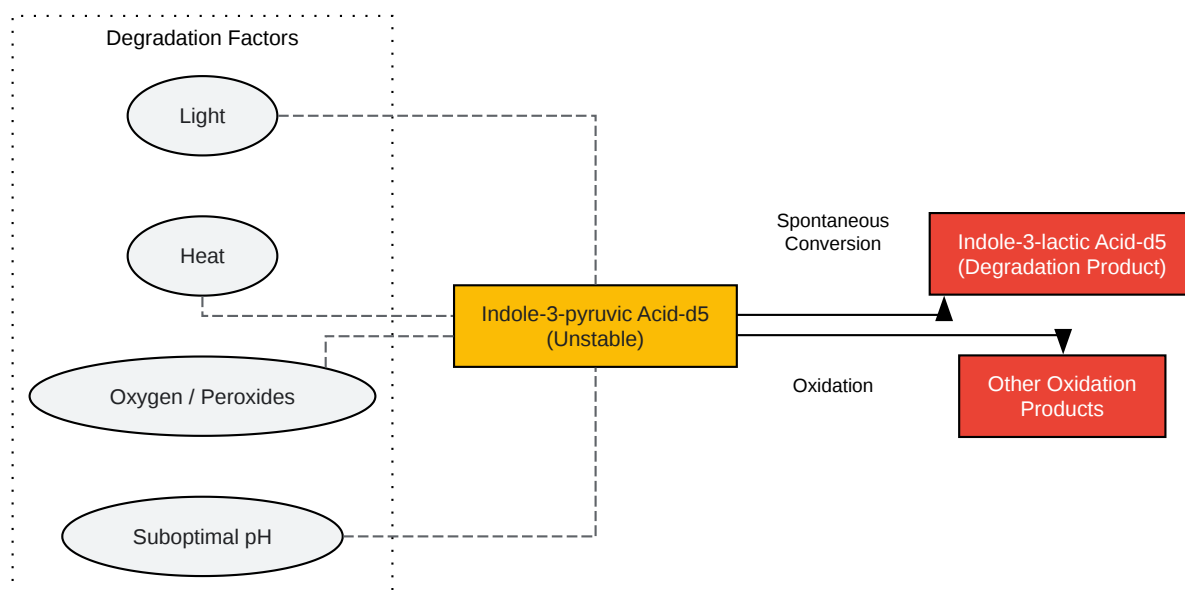 Degradation Factors
Light
Heat
Oxygen / Peroxides
Suboptimal pH
Indole-3-pyruvic Acid-d5
(Unstable)
Spontaneous
Conversion
Oxidation
Indole-3-lactic Acid-d5
(Degradation Product)
Other Oxidation
Products